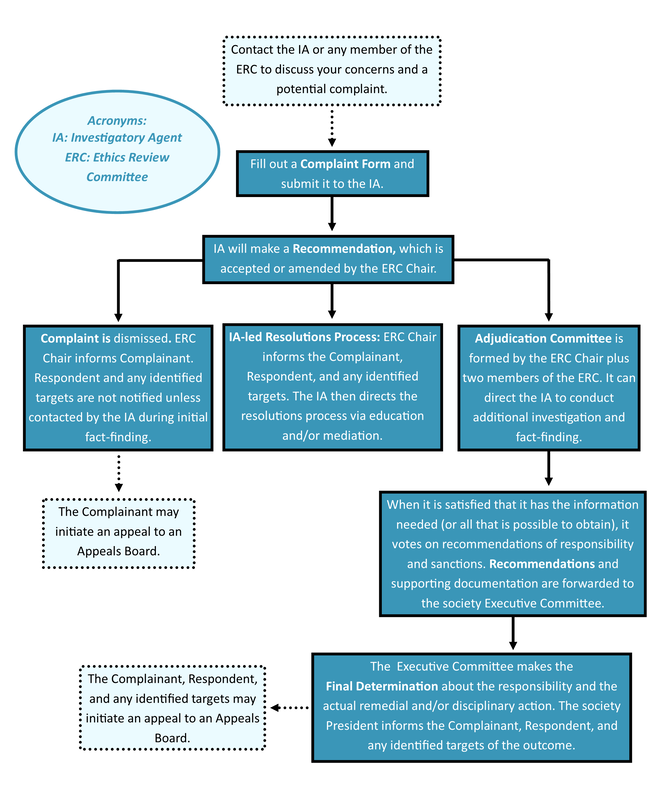 Contact the IA or any member of the
ERC to discuss your concerns and a
potential complaint.
Acronyms:
IA: Investigatory Agent
ERC: Ethics Review
Committee
Fill out a Complaint Form and
submit it to the IA.
IA will make a Recommendation, which is
accepted or amended by the ERC Chair.
Complaint is dismissed. ERC
Chair informs Complainant.
Respondent and any identified
targets are not notified unless
contacted by the IA during initial
fact-finding.
IA-led Resolutions Process: ERC Chair
informs the Complainant,
Respondent, and any identified
targets. The IA then directs the
resolutions process via education
and/or mediation.
Adjudication Committee is
formed by the ERC Chair plus
two members of the ERC. It can
direct the IA to conduct
additional investigation and
fact-finding.
The Complainant may
initiate an appeal to an
Appeals Board.
When it is satisfied that it has the information
needed (or all that is possible to obtain), it
votes on recommendations of responsibility
and sanctions. Recommendations and
supporting documentation are forwarded to
the society Executive Committee.
The Executive Committee makes the
Final Determination about the responsibility and the
actual remedial and/or disciplinary action. The society
President informs the Complainant, Respondent, and
any identified targets of the outcome.
The Complainant, Respondent,
and any identified targets may
initiate an appeal to an Appeals
Board.